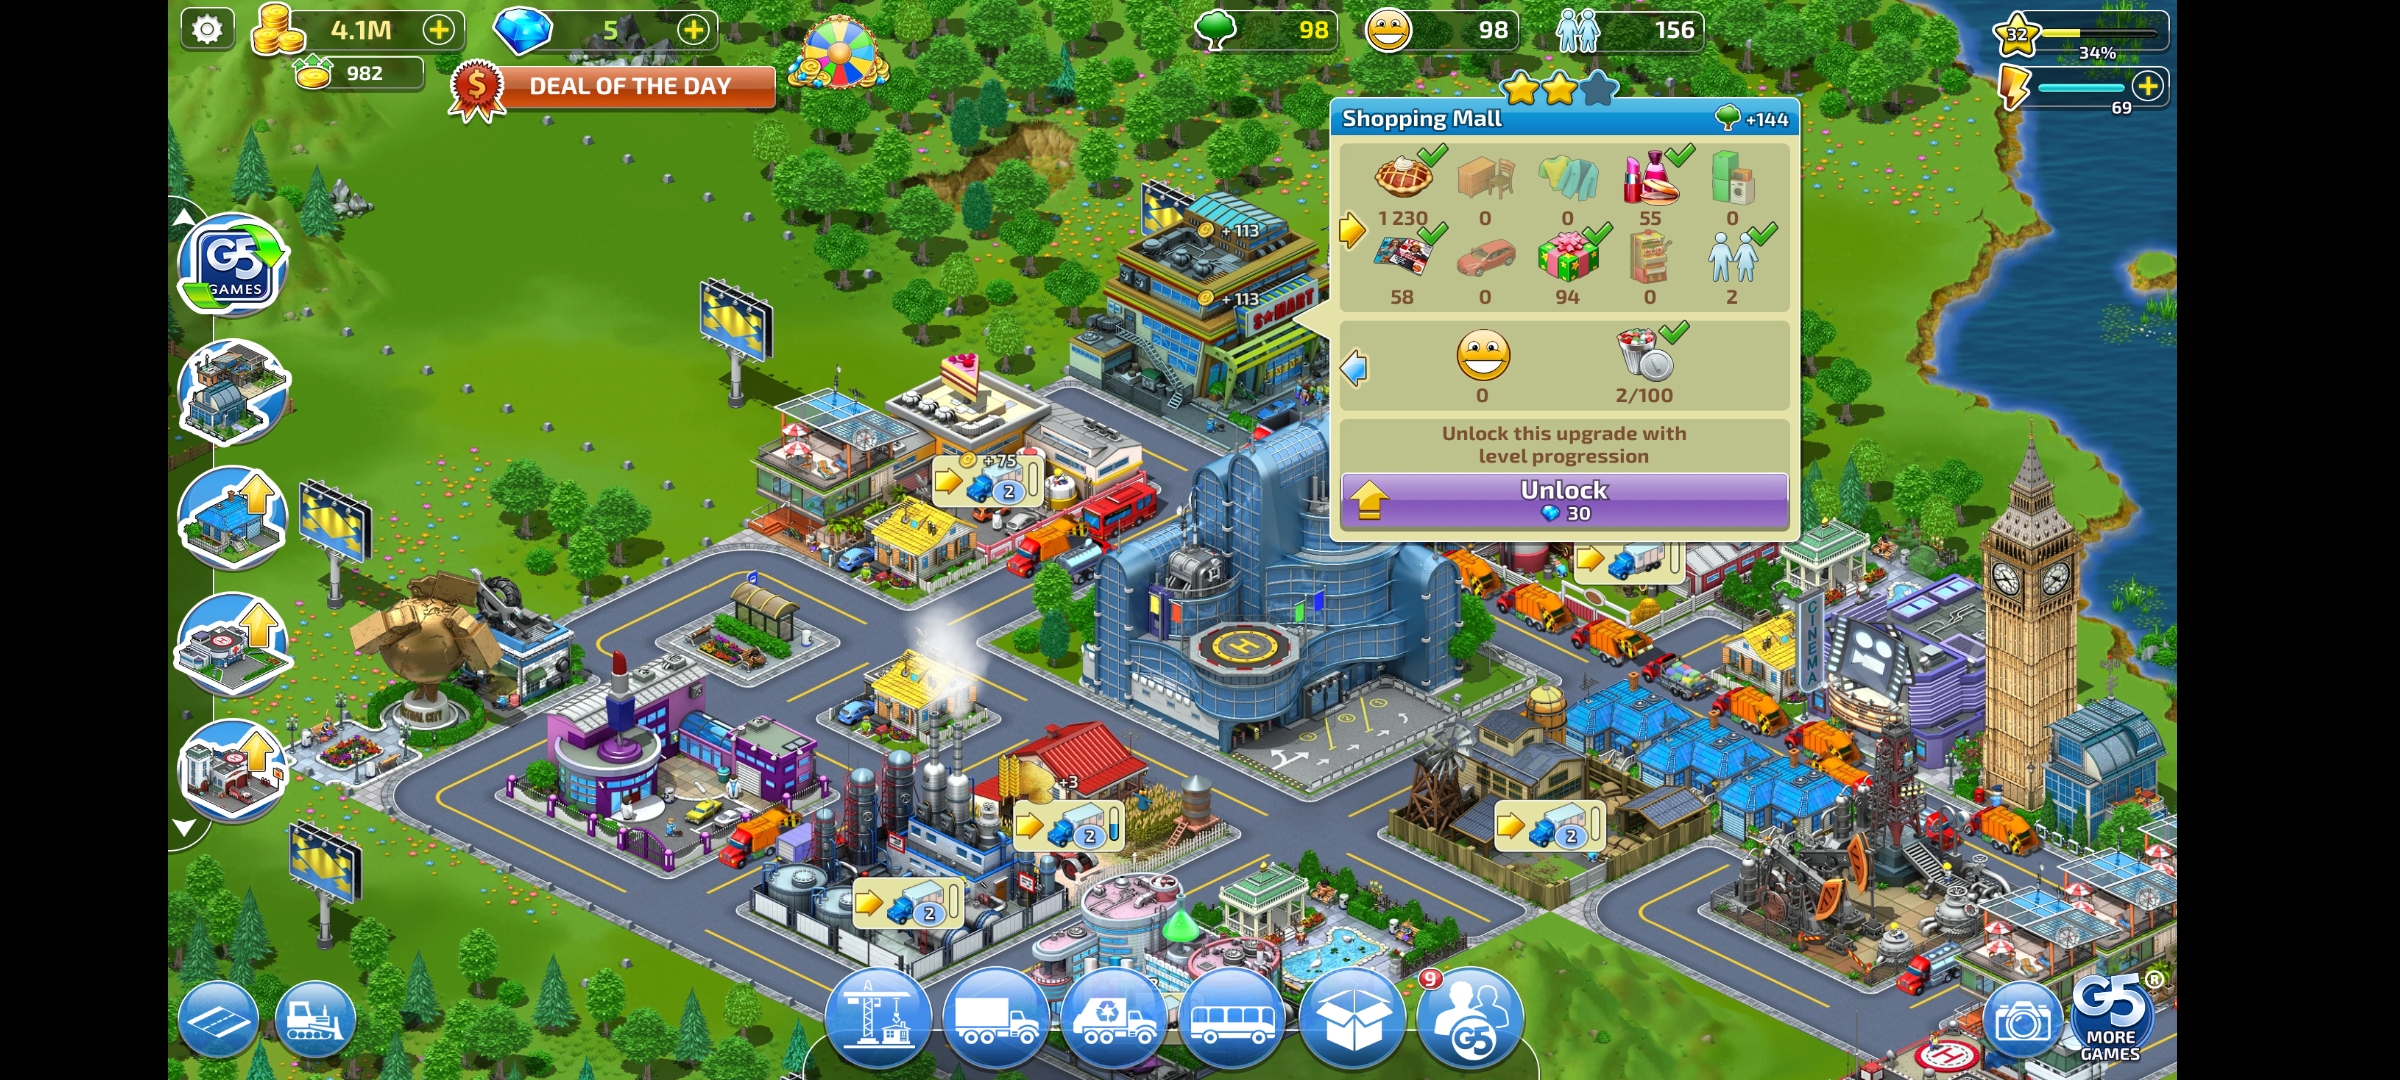 4.1M
5
98
98
156
32
34%
982
DEAL OF THE DAY
69
Shopping Mall
+144
1 230
0
0
55
0
58
0
94
0
2
0
2/100
Unlock this upgrade with
level progression
Unlock
30
+113
+113
S★MART
G5
GAMES
+75
2
CINEMA
+3
2
2
2
9
G5
G5®
MORE
GAMES